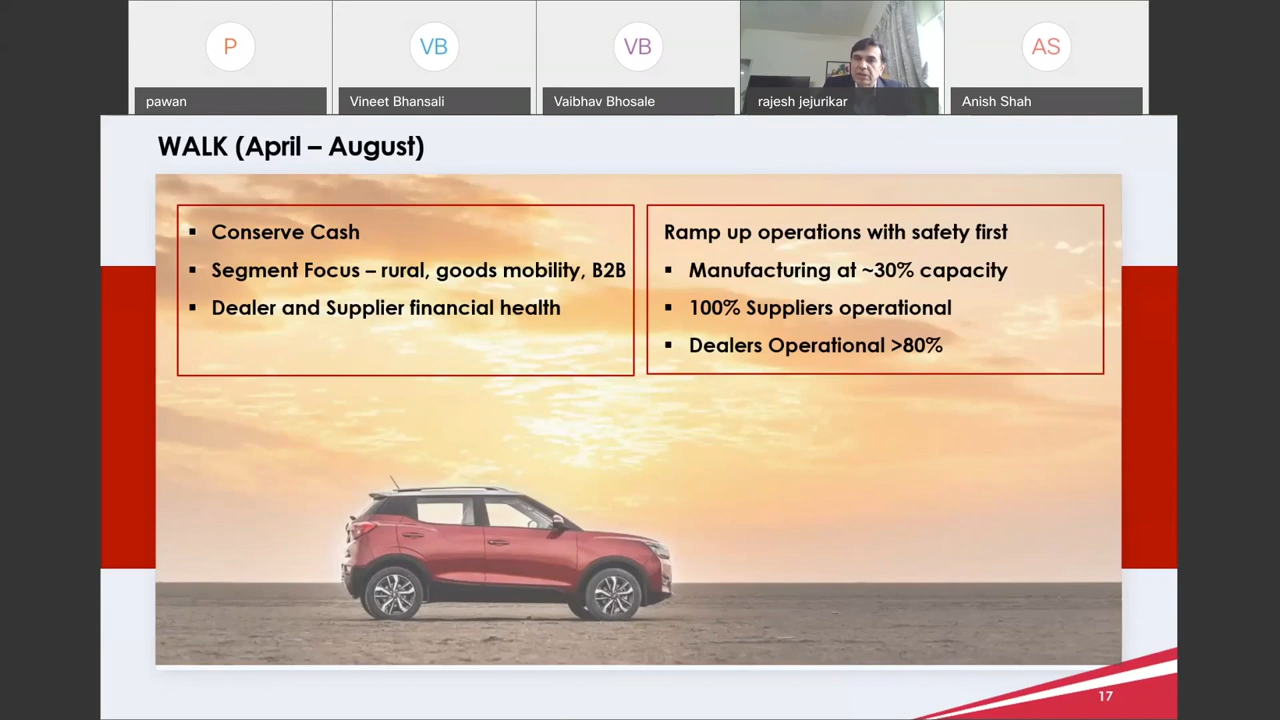 P
VB
VB
AS
pawan
Vineet Bhansali
Vaibhav Bhosale
rajesh jejurikar
Anish Shah
WALK (April – August)
▪ Conserve Cash
▪ Segment Focus – rural, goods mobility, B2B
▪ Dealer and Supplier financial health
Ramp up operations with safety first
▪ Manufacturing at ~30% capacity
▪ 100% Suppliers operational
▪ Dealers Operational >80%
17